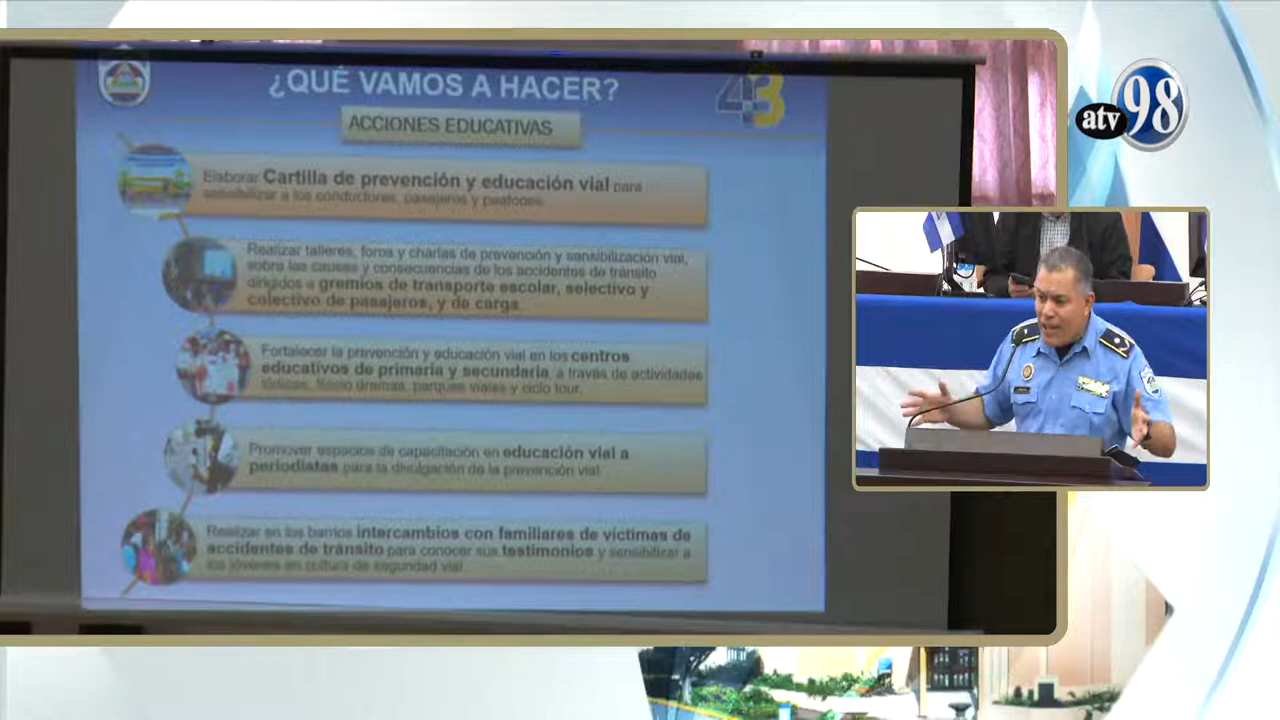 ¿QUÉ VAMOS A HACER?
43
ACCIONES EDUCATIVAS
Elaborar Cartilla de prevención y educación vial para
sensibilizar a los conductores, pasajeros y peatones.
Realizar talleres, foros y charlas de prevención y sensibilización vial,
sobre las causas y consecuencias de los accidentes de tránsito
dirigidos a gremios de transporte escolar, selectivo y
colectivo de pasajeros, y de carga.
Fortalecer la prevención y educación vial en los centros
educativos de primaria y secundaria, a través de actividades
dramas, parques viales y ciclo tour.
Promover espacios de capacitación en educación vial a
periodistas para la divulgación de la prevención vial
Realizar en los barrios intercambios con familiares de víctimas de
accidentes de tránsito para conocer sus testimonios y sensibilizar a
los jóvenes en cultura de seguridad vial.
atv 98